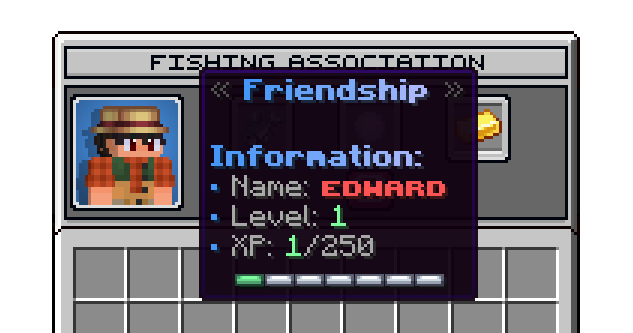 FISHING ASSOCIATION
« Friendship »
Information:
• Name: EDWARD
• Level: 1
• XP: 1/250